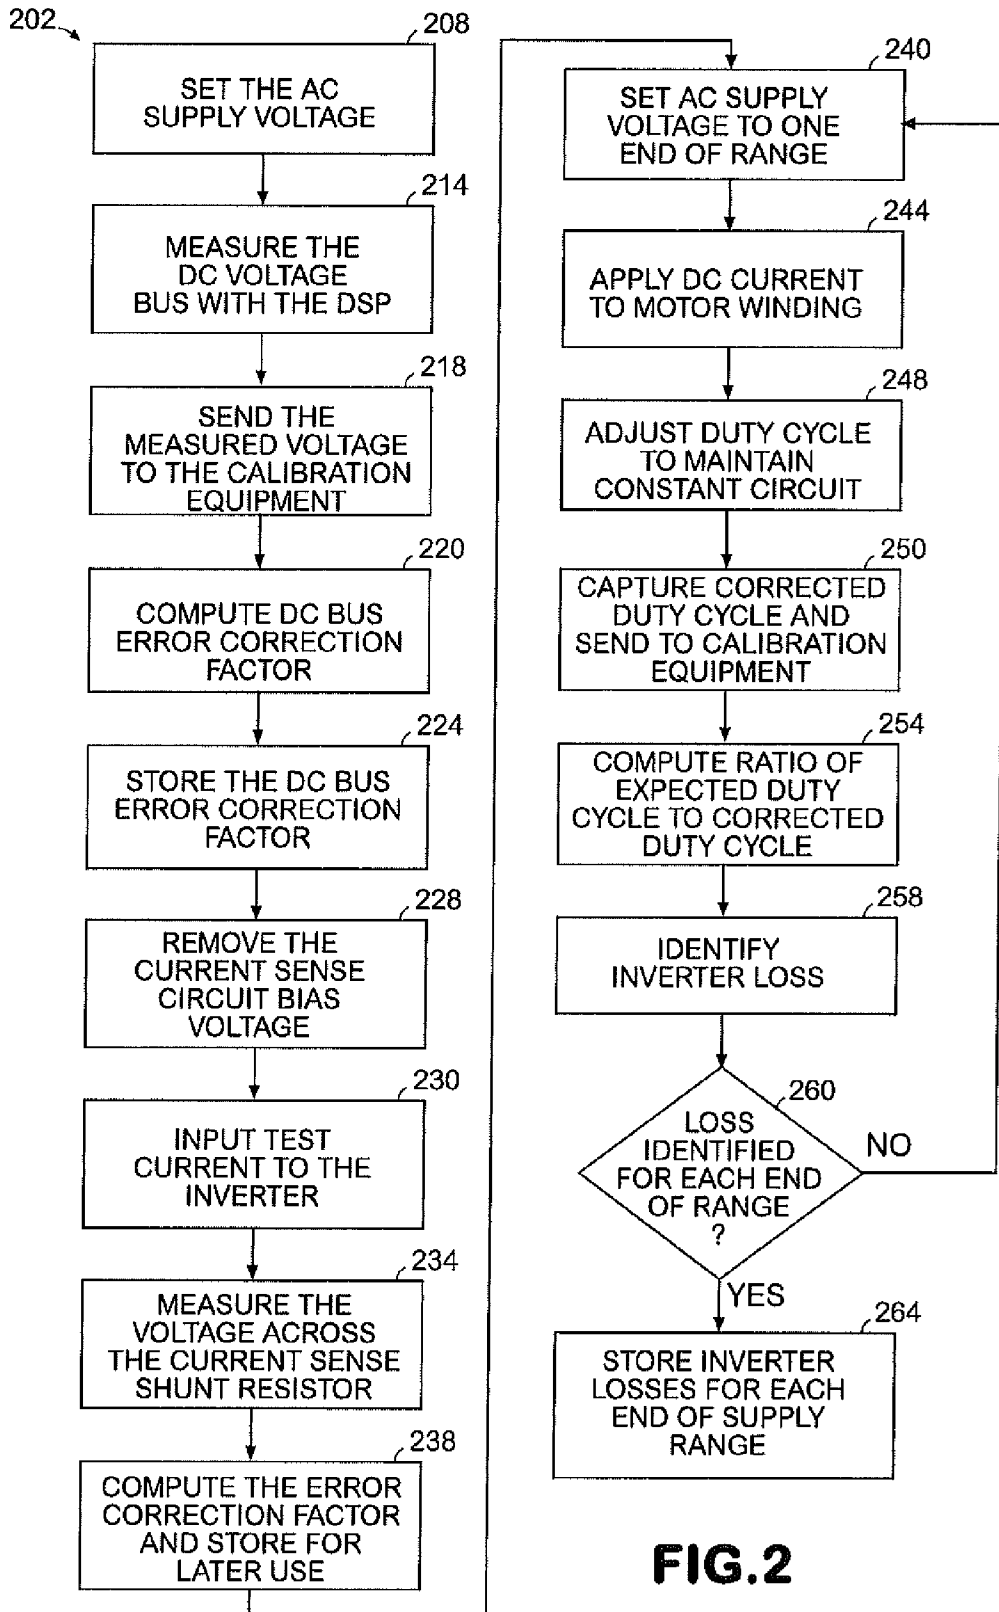 202
208
SET THE AC
SUPPLY VOLTAGE
214
MEASURE THE
DC VOLTAGE
BUS WITH THE DSP
218
SEND THE
MEASURED VOLTAGE
TO THE CALIBRATION
EQUIPMENT
220
COMPUTE DC BUS
ERROR CORRECTION
FACTOR
224
STORE THE DC BUS
ERROR CORRECTION
FACTOR
228
REMOVE THE
CURRENT SENSE
CIRCUIT BIAS
VOLTAGE
230
INPUT TEST
CURRENT TO THE
INVERTER
234
MEASURE THE
VOLTAGE ACROSS
THE CURRENT SENSE
SHUNT RESISTOR
238
COMPUTE THE ERROR
CORRECTION FACTOR
AND STORE FOR
LATER USE
240
SET AC SUPPLY
VOLTAGE TO ONE
END OF RANGE
244
APPLY DC CURRENT
TO MOTOR WINDING
248
ADJUST DUTY CYCLE
TO MAINTAIN
CONSTANT CIRCUIT
250
CAPTURE CORRECTED
DUTY CYCLE AND
SEND TO CALIBRATION
EQUIPMENT
254
COMPUTE RATIO OF
EXPECTED DUTY
CYCLE TO CORRECTED
DUTY CYCLE
258
IDENTIFY
INVERTER LOSS
260
LOSS
IDENTIFIED
FOR EACH END
OF RANGE
?
NO
YES
264
STORE INVERTER
LOSSES FOR EACH
END OF SUPPLY
RANGE
FIG.2